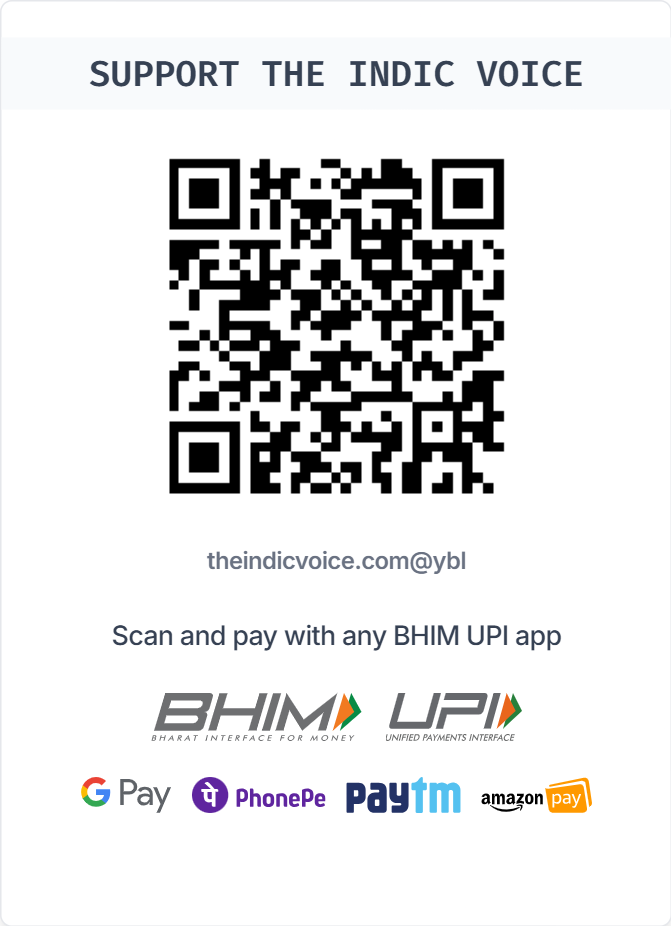 SUPPORT THE INDIC VOICE
theindicvoice.com@ybl
Scan and pay with any BHIM UPI app
BHIM UPI
BHARAT INTERFACE FOR MONEY UNIFIED PAYMENTS INTERFACE
G Pay पे PhonePe paytm amazon pay